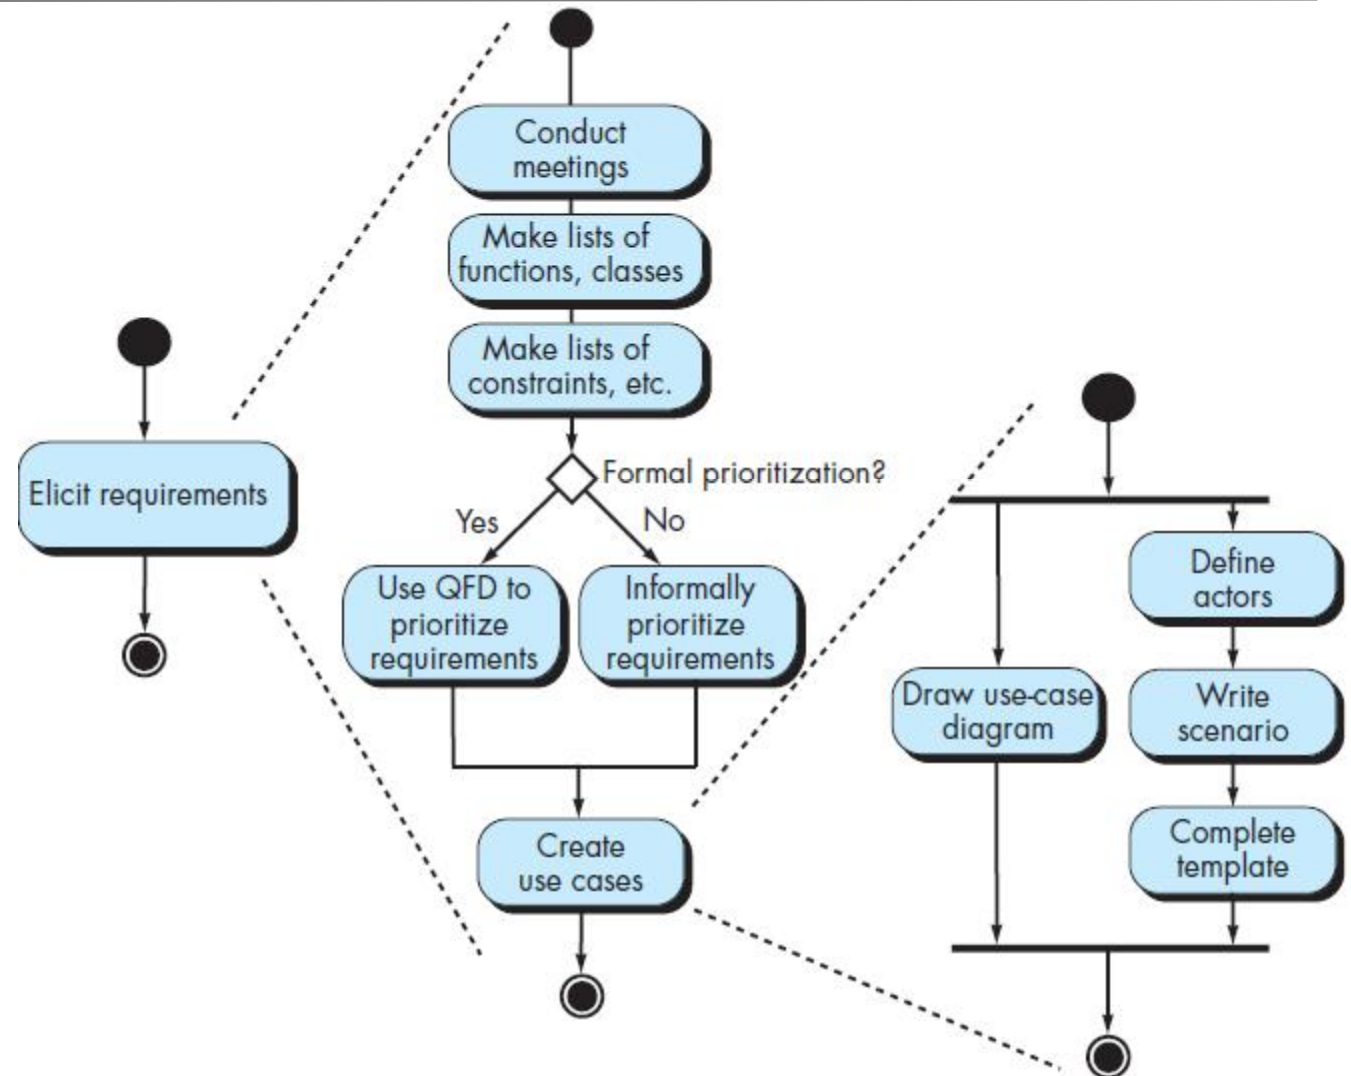 Elicit requirements
Conduct
meetings
Make lists of
functions, classes
Make lists of
constraints, etc.
Formal prioritization?
Yes
No
Use QFD to
prioritize
requirements
Informally
prioritize
requirements
Create
use cases
Draw use-case
diagram
Define
actors
Write
scenario
Complete
template